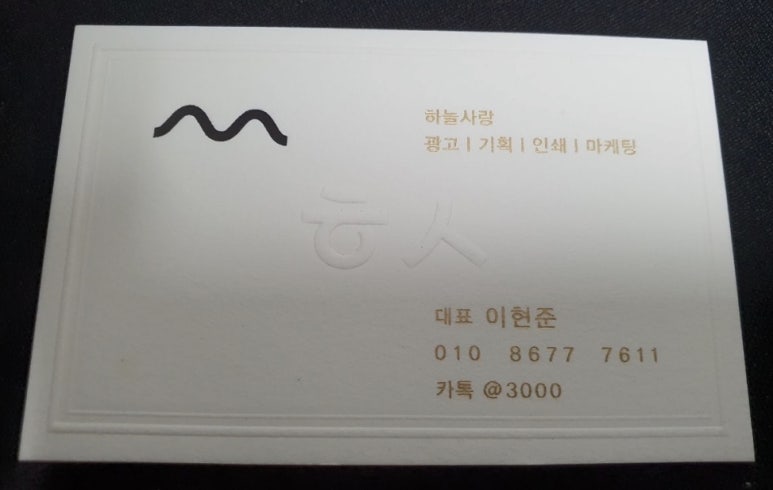 하늘사랑
광고 | 기획 | 인쇄 | 마케팅
ㅎ ㅅ
대표 이현준
010 8677 7611
카톡 @3000